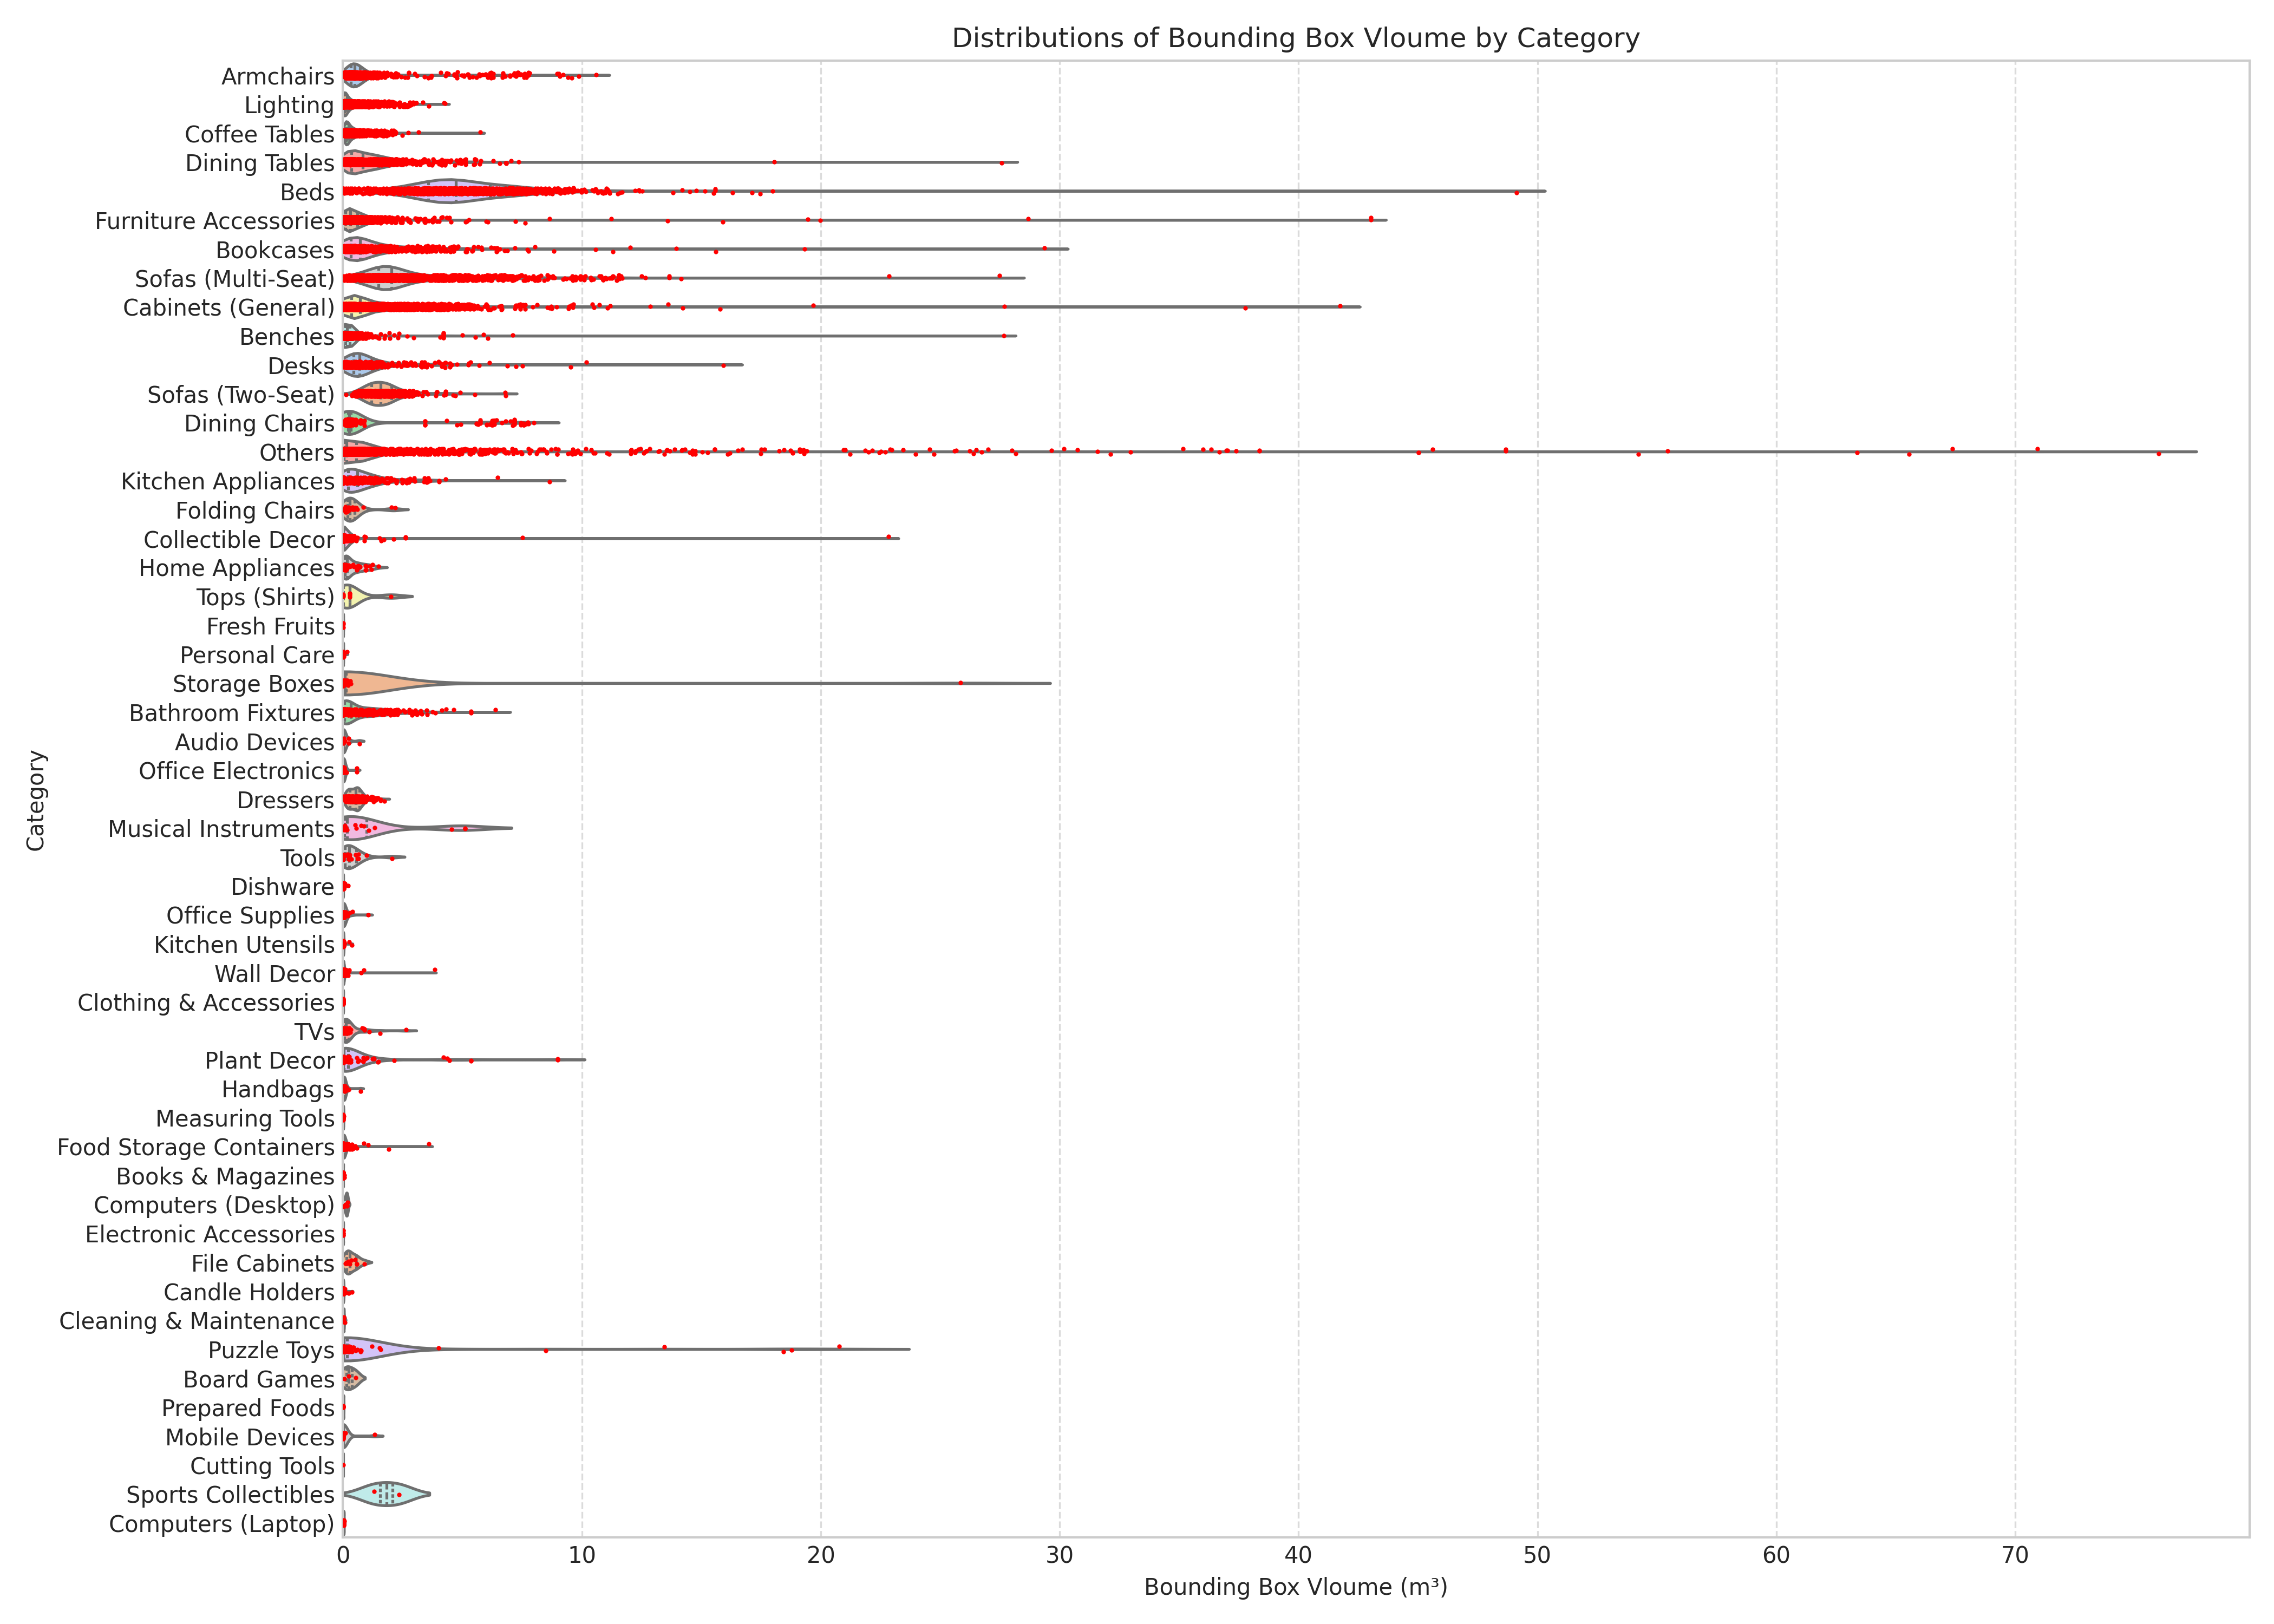 Distributions of Bounding Box Vloume by Category
Armchairs
Lighting
Coffee Tables
Dining Tables
Beds
Furniture Accessories
Bookcases
Sofas (Multi-Seat)
Cabinets (General)
Benches
Desks
Sofas (Two-Seat)
Dining Chairs
Others
Kitchen Appliances
Folding Chairs
Collectible Decor
Home Appliances
Tops (Shirts)
Fresh Fruits
Personal Care
Storage Boxes
Bathroom Fixtures
Audio Devices
Office Electronics
Dressers
Musical Instruments
Tools
Dishware
Office Supplies
Kitchen Utensils
Wall Decor
Clothing & Accessories
TVs
Plant Decor
Handbags
Measuring Tools
Food Storage Containers
Books & Magazines
Computers (Desktop)
Electronic Accessories
File Cabinets
Candle Holders
Cleaning & Maintenance
Puzzle Toys
Board Games
Prepared Foods
Mobile Devices
Cutting Tools
Sports Collectibles
Computers (Laptop)
Category
0 10 20 30 40 50 60 70
Bounding Box Vloume (m³)